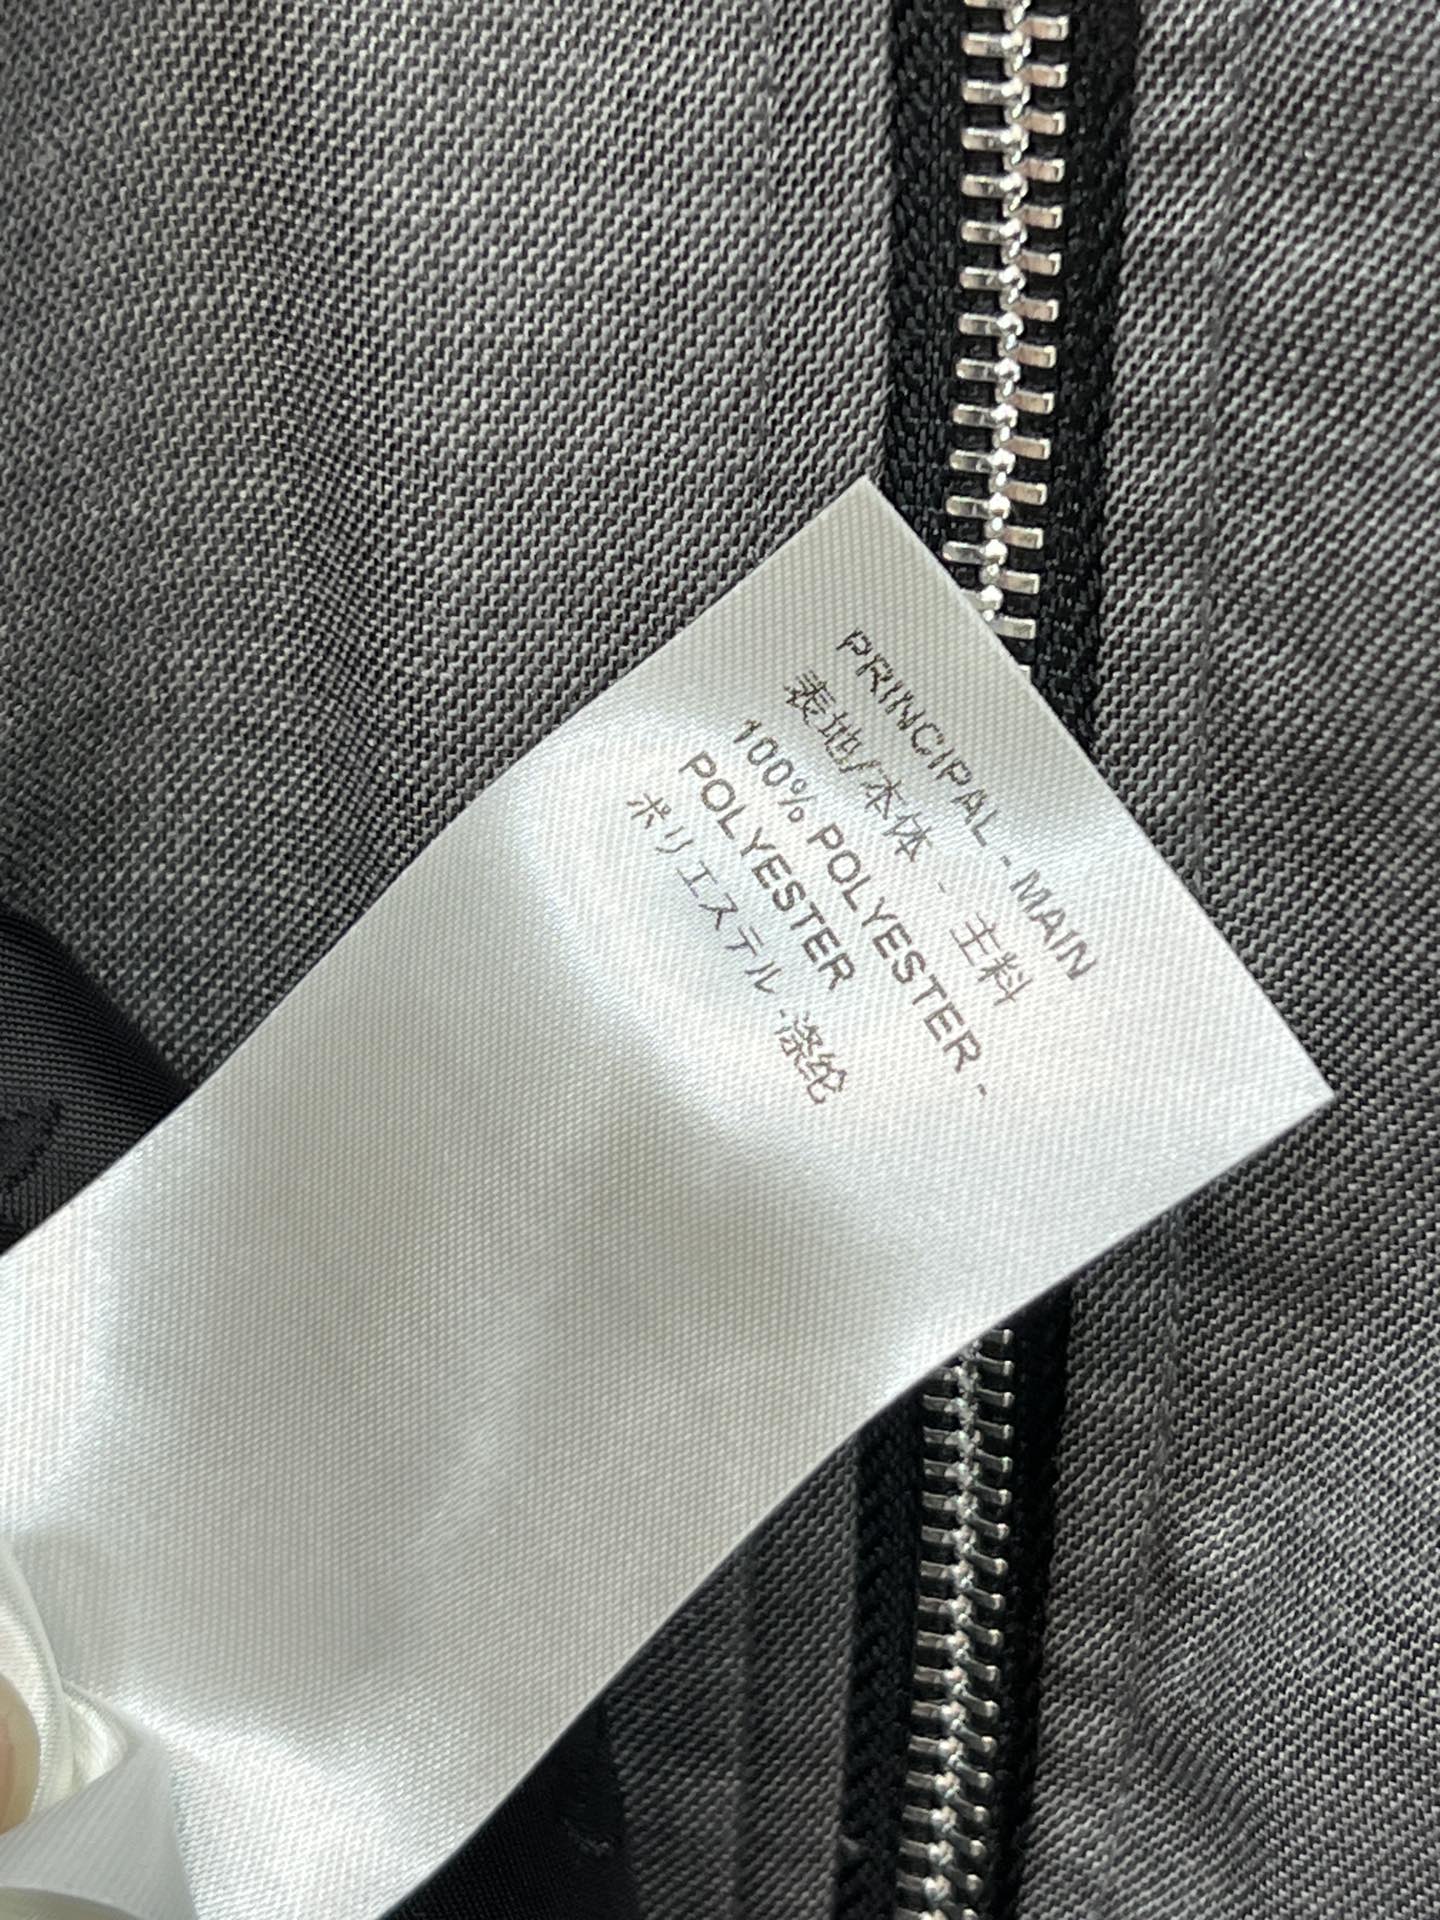 PRINCIPAL - MAIN
表地/本体 - 主料
100% POLYESTER -
POLYESTER
ポリエステル - 涤纶